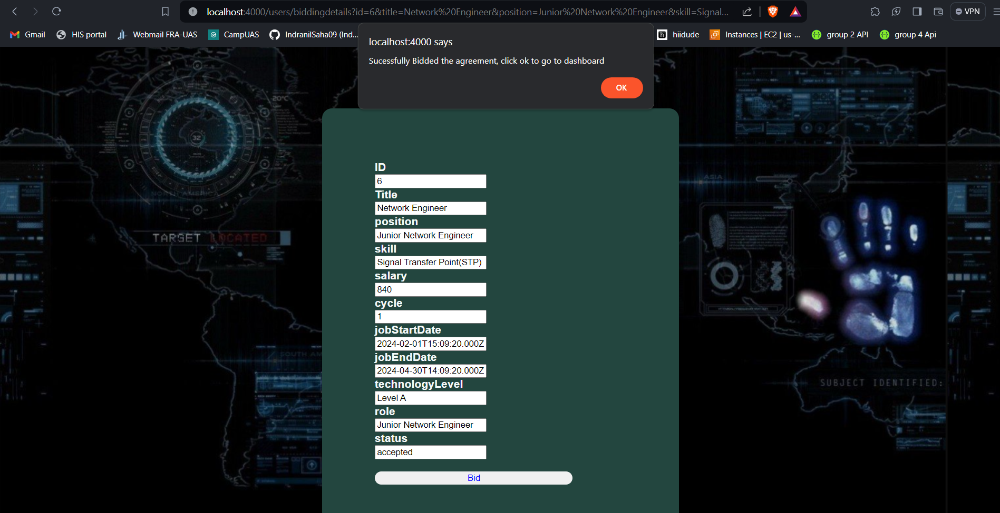 localhost:4000/users/biddingdetails?id=6&title=Network%20Engineer&position=Junior%20Network%20Engineer&skill=Signal...
VPN
Gmail
HIS portal
Webmail FRA-UAS
CampUAS
IndranilSaha09 (Ind...
hiidude
Instances | EC2 | us-...
group 2 API
group 4 Api
localhost:4000 says
Sucessfully Bidded the agreement, click ok to go to dashboard
OK
20°C
32
NORTH AMERICA
ASIA
TARGET LOCATED
SOUTH AM
SUBJECT IDENTIFIED:
ID
6
Title
Network Engineer
position
Junior Network Engineer
skill
Signal Transfer Point(STP)
salary
840
cycle
1
jobStartDate
2024-02-01T15:09:20.000Z
jobEndDate
2024-04-30T14:09:20.000Z
technologyLevel
Level A
role
Junior Network Engineer
status
accepted
Bid